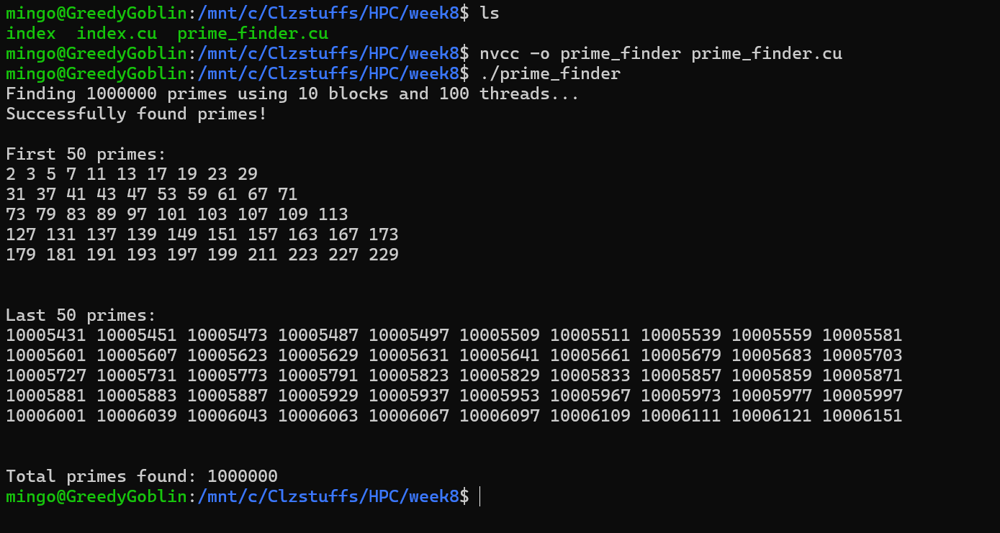 mingo@GreedyGoblin:/mnt/c/Clzstuffs/HPC/week8$ ls
index  index.cu  prime_finder.cu
mingo@GreedyGoblin:/mnt/c/Clzstuffs/HPC/week8$ nvcc -o prime_finder prime_finder.cu
mingo@GreedyGoblin:/mnt/c/Clzstuffs/HPC/week8$ ./prime_finder
Finding 1000000 primes using 10 blocks and 100 threads...
Successfully found primes!
First 50 primes:
2 3 5 7 11 13 17 19 23 29
31 37 41 43 47 53 59 61 67 71
73 79 83 89 97 101 103 107 109 113
127 131 137 139 149 151 157 163 167 173
179 181 191 193 197 199 211 223 227 229
Last 50 primes:
10005431 10005451 10005473 10005487 10005497 10005509 10005511 10005539 10005559 10005581
10005601 10005607 10005623 10005629 10005631 10005641 10005661 10005679 10005683 10005703
10005727 10005731 10005773 10005791 10005823 10005829 10005833 10005857 10005859 10005871
10005881 10005883 10005887 10005929 10005937 10005953 10005967 10005973 10005977 10005997
10006001 10006039 10006043 10006063 10006067 10006097 10006109 10006111 10006121 10006151
Total primes found: 1000000
mingo@GreedyGoblin:/mnt/c/Clzstuffs/HPC/week8$